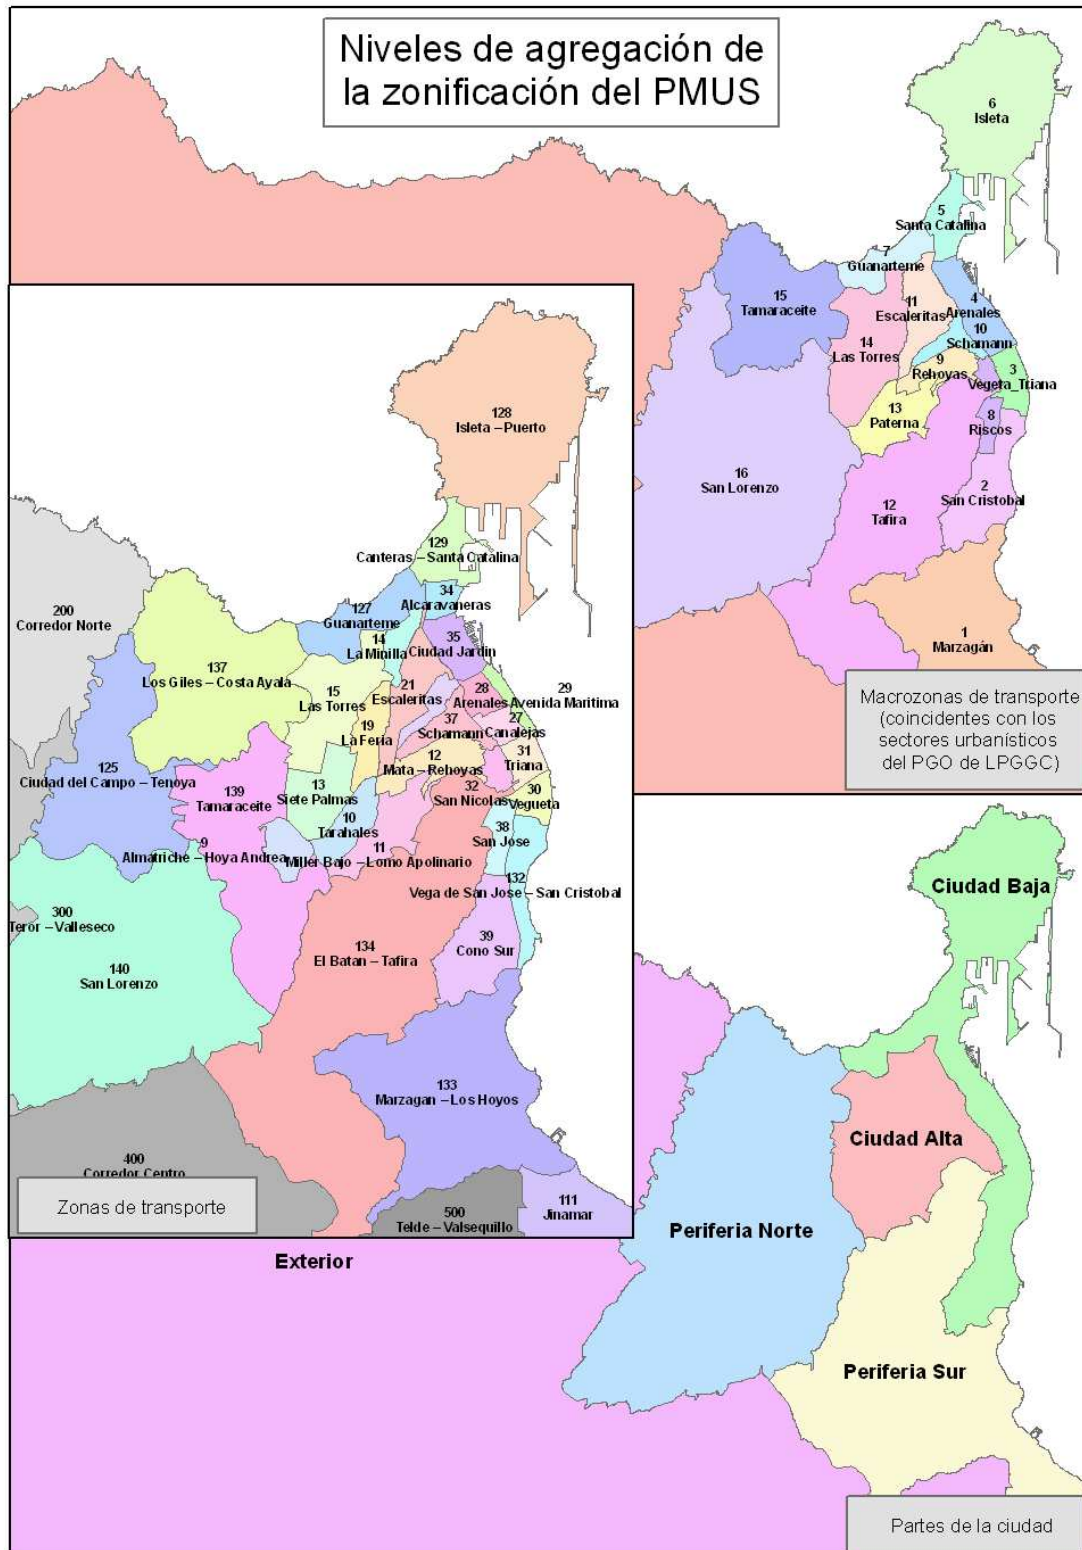 Niveles de agregación de
la zonificación del PMUS
6
Isleta
5
Santa Catalina
7
Guanarteme
15
Tamaraceite
11
Escaleritas
4
Arenales
10
Schamann
14
Las Torres
9
Rehoyas
3
Vegeta_Triana
13
Paterna
8
Riscos
16
San Lorenzo
2
San Cristobal
12
Tafira
1
Marzagán
Macrozonas de transporte
(coincidentes con los
sectores urbanísticos
del PGO de LPGGC)
128
Isleta – Puerto
129
Canteras – Santa Catalina
34
Alcaravaneras
127
Guanarteme
200
Corredor Norte
14
La Minilla
35
Ciudad Jardin
137
Los Giles – Costa Ayala
15
Las Torres
21
Escaleritas
28
Arenales
29
Avenida Maritima
19
La Feria
37
Schamann
27
Canalejas
12
Mata – Rehoyas
31
Triana
125
Ciudad del Campo – Tenoya
139
Tamaraceite
13
Siete Palmas
32
San Nicolas
30
Vegueta
10
Tarahales
38
San Jose
9
Almatriche – Hoya Andrea
11
Miller Bajo – Lomo Apolinario
132
Vega de San Jose – San Cristobal
300
Teror – Valleseco
39
Cono Sur
134
El Batan – Tafira
140
San Lorenzo
133
Marzagan – Los Hoyos
400
Corredor Centro
500
Telde – Valsequillo
111
Jinamar
Zonas de transporte
Ciudad Baja
Ciudad Alta
Periferia Norte
Exterior
Periferia Sur
Partes de la ciudad